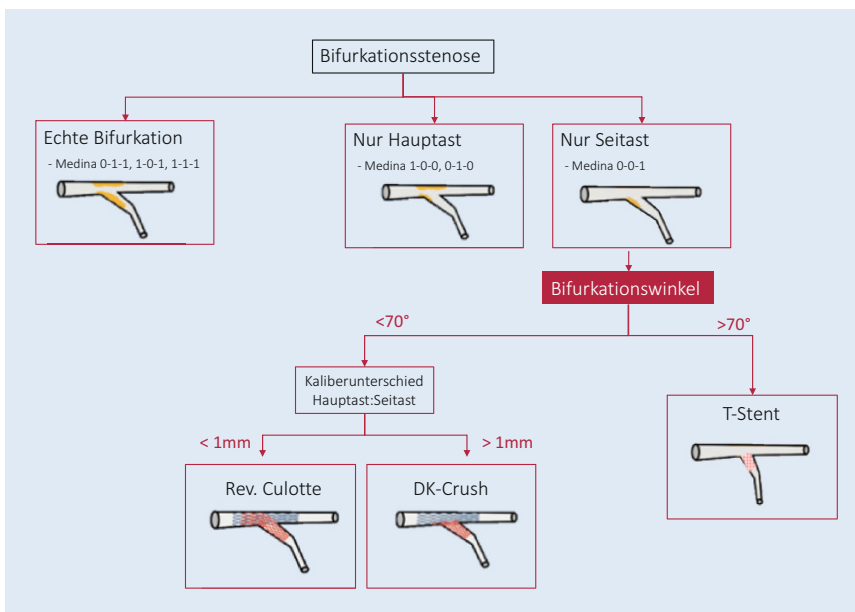 Bifurkationsstenose
Echte Bifurkation
- Medina 0-1-1, 1-0-1, 1-1-1
Nur Hauptast
- Medina 1-0-0, 0-1-0
Nur Seitast
- Medina 0-0-1
Bifurkationswinkel
<70°
>70°
Kaliberunterschied
Hauptast:Seitast
T-Stent
< 1mm
> 1mm
Rev. Culotte
DK-Crush